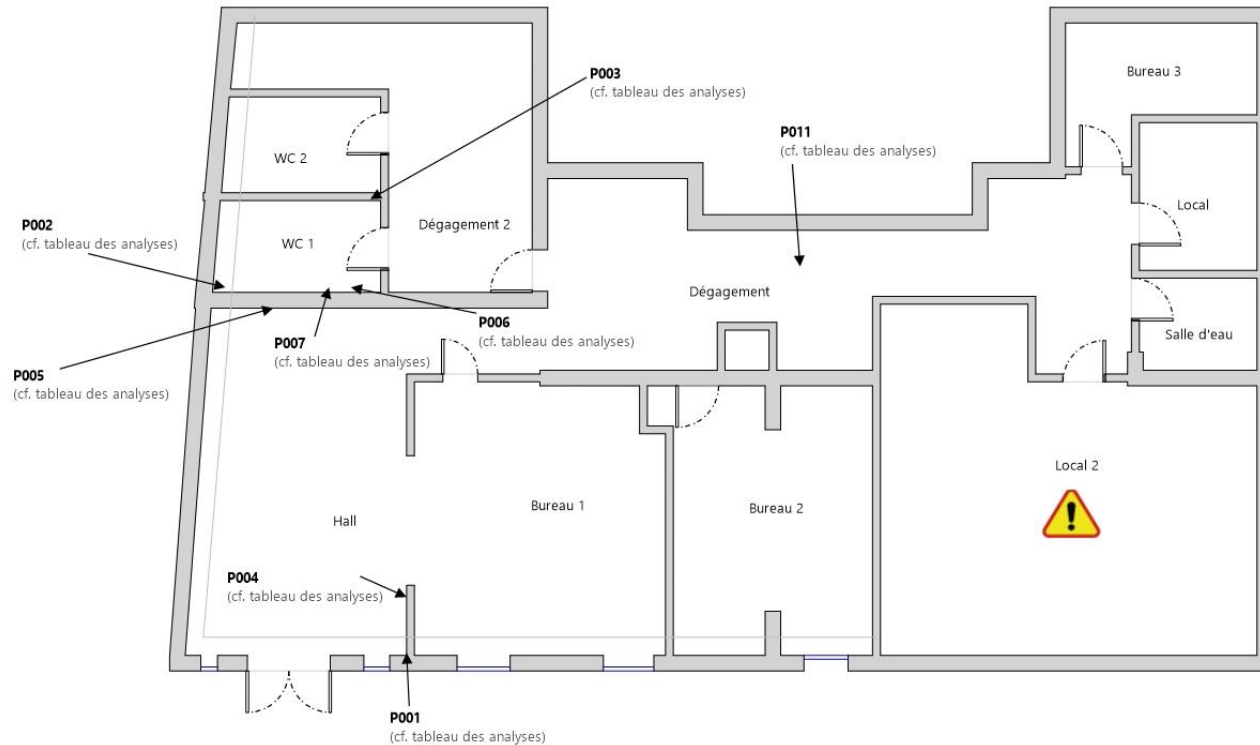 P003
(cf. tableau des analyses)
Bureau 3
P011
(cf. tableau des analyses)
WC 2
Local
P002
(cf. tableau des analyses)
WC 1
Dégagement 2
Dégagement
P006
(cf. tableau des analyses)
Salle d'eau
P007
(cf. tableau des analyses)
P005
(cf. tableau des analyses)
Local 2
Bureau 1
Bureau 2
Hall
P004
(cf. tableau des analyses)
P001
(cf. tableau des analyses)